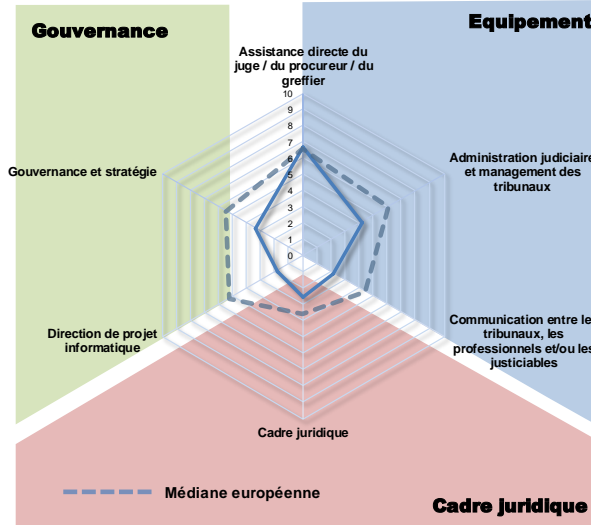 Gouvernance
Equipement
Assistance directe du
juge / du procureur / du
greffier
10
9
8
7
6
5
4
3
2
1
0
Gouvernance et stratégie
Administration judiciaire
et management des
tribunaux
Direction de projet
informatique
Communication entre le
tribunaux, les
professionnels et/ou les
justiciables
Cadre juridique
Médiane européenne
Cadre juridique